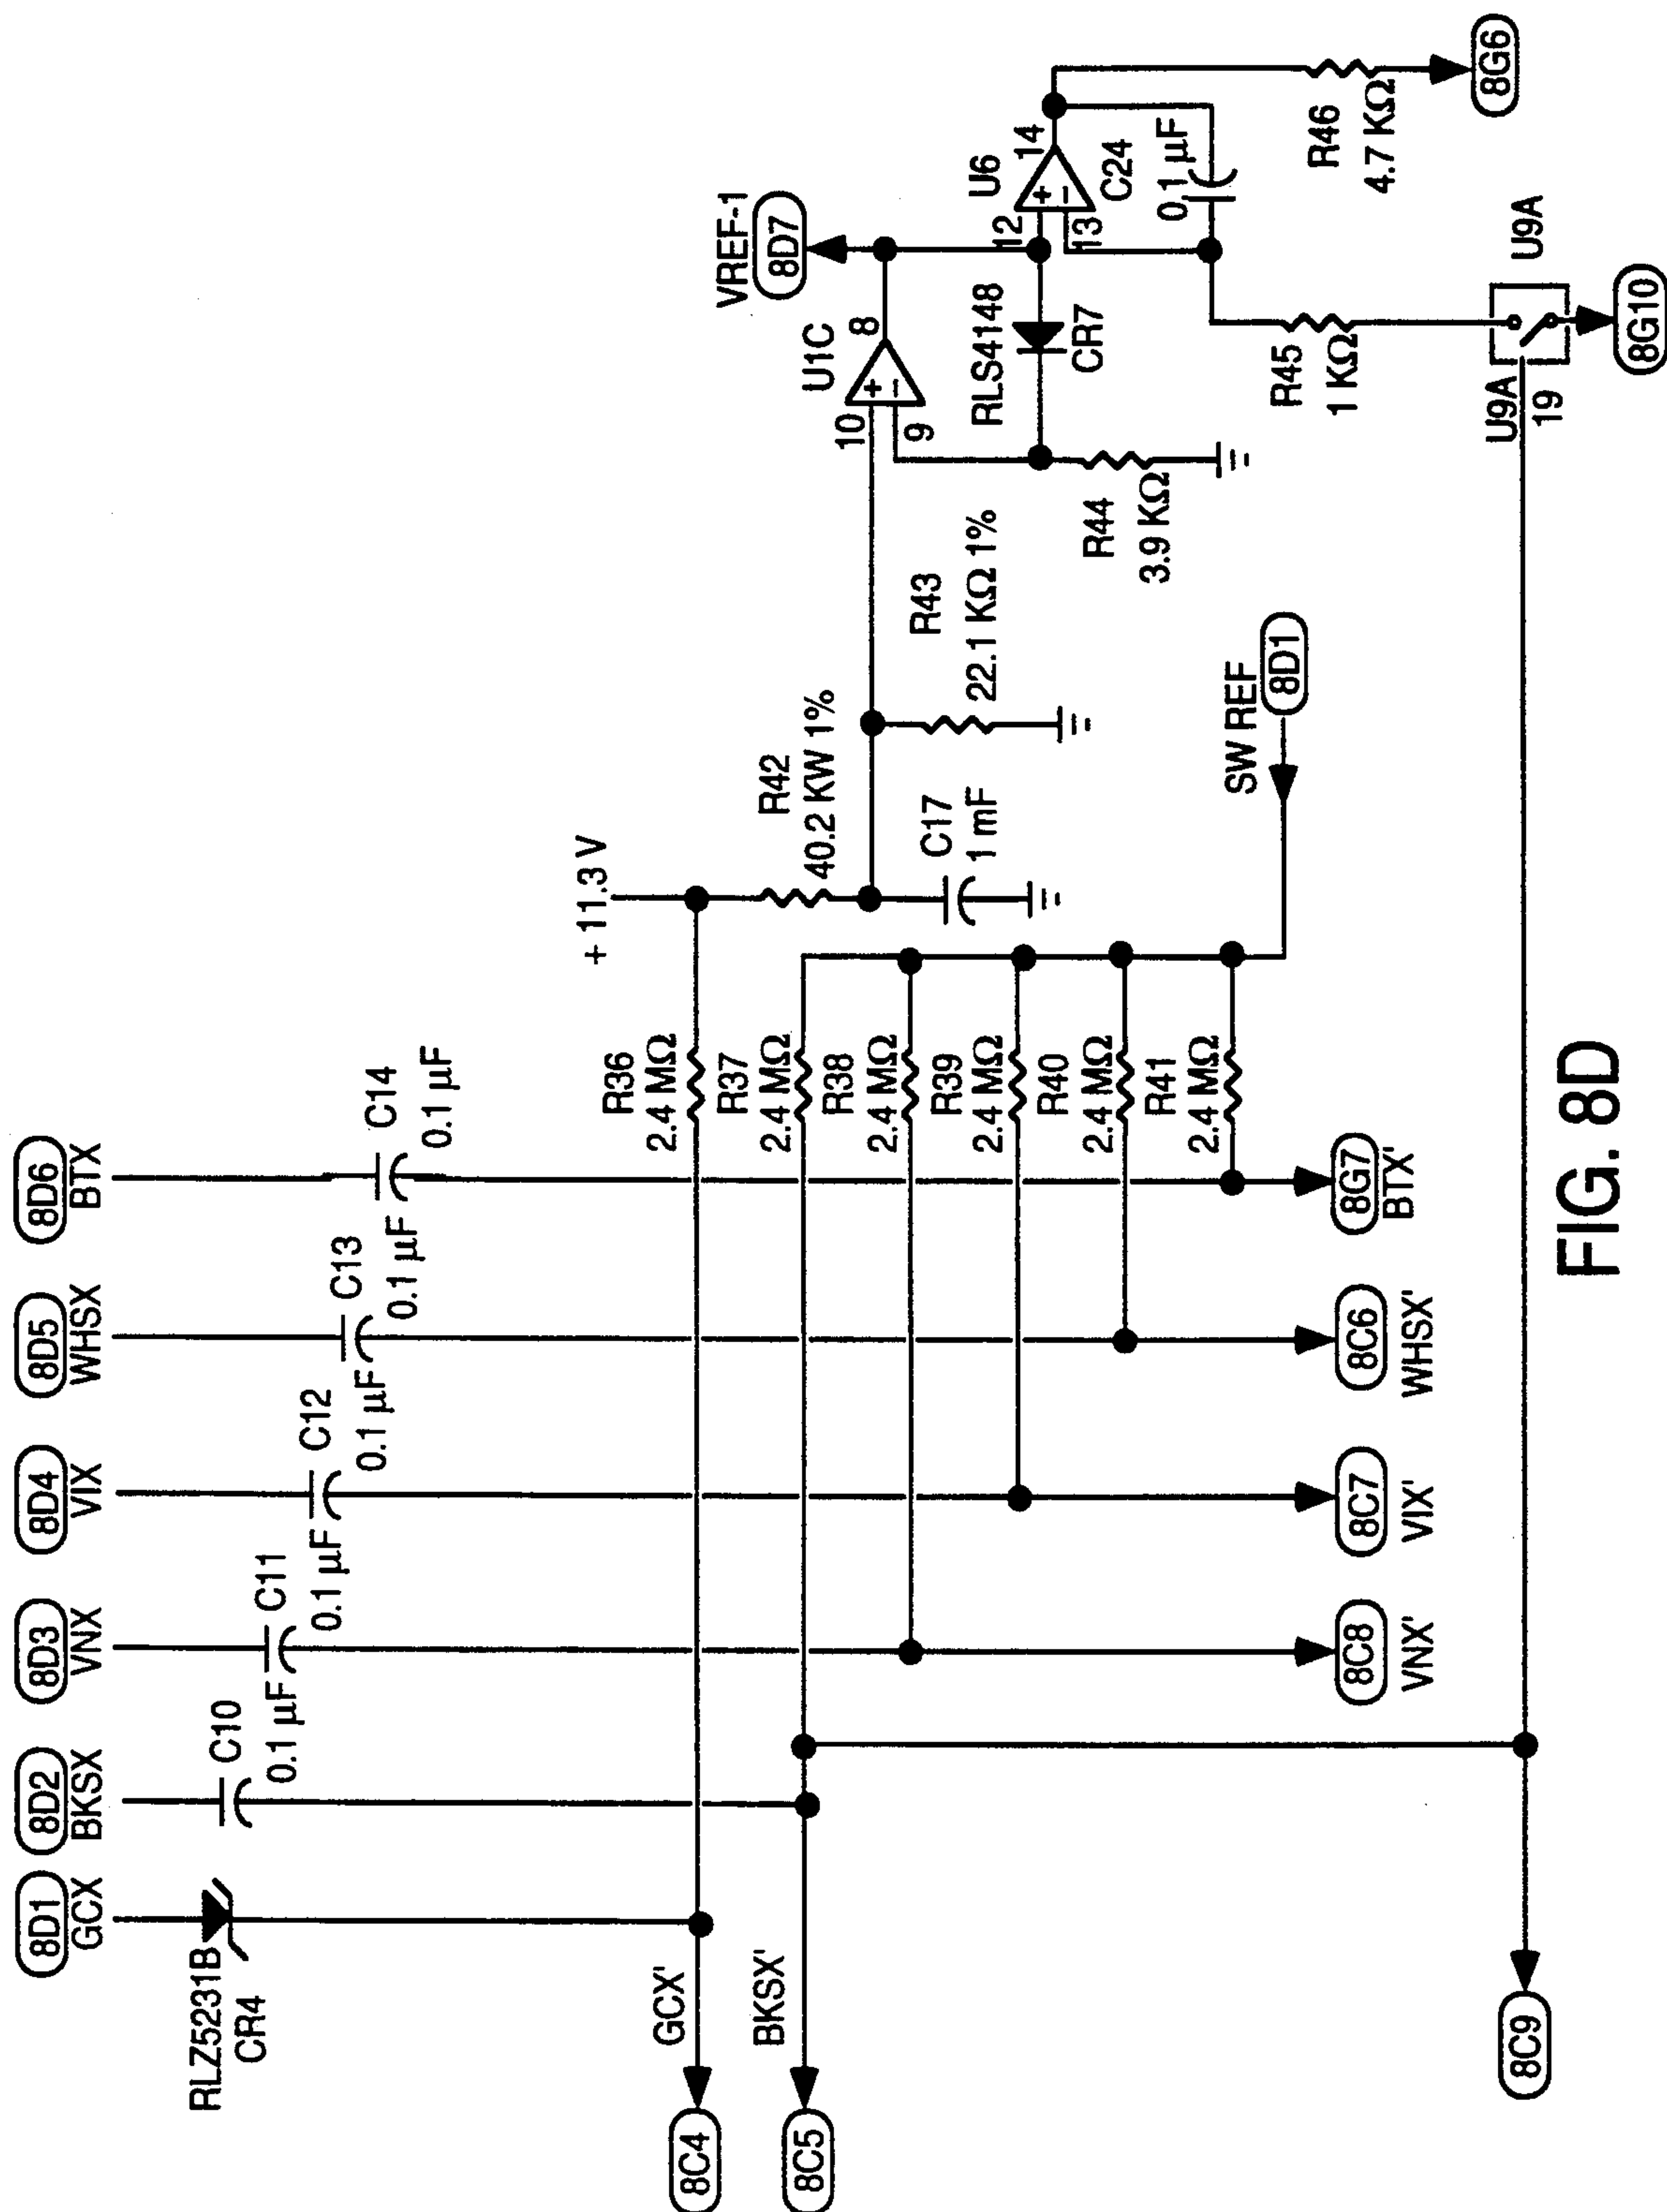 8D1
GCX
8D2
BKSX
8D3
VNX
8D4
VIX
8D5
WHSX
8D6
BTX
RLZ5231B
CR4
C10
0.1 µF
C11
0.1 µF
C12
0.1 µF
C13
0.1 µF
C14
0.1 µF
+ 11.3 V
R36
2.4 MΩ
R37
2.4 MΩ
R38
2.4 MΩ
R39
2.4 MΩ
R40
2.4 MΩ
R41
2.4 MΩ
R42
40.2 KW 1%
C17
1 mF
R43
22.1 KΩ 1%
SW REF
8D1
VREF-1
8D7
U1C
10
9
8
RLS4148
CR7
R44
3.9 KΩ
U6
12
13
14
C24
0.1 µF
R45
1 KΩ
R46
4.7 KΩ
8G6
U9A
19
U9A
8G10
GCX'
8C4
BKSX'
8C5
8C9
8C8
VNX'
8C7
VIX'
8C6
WHSX'
8G7
BTX'
FIG. 8D